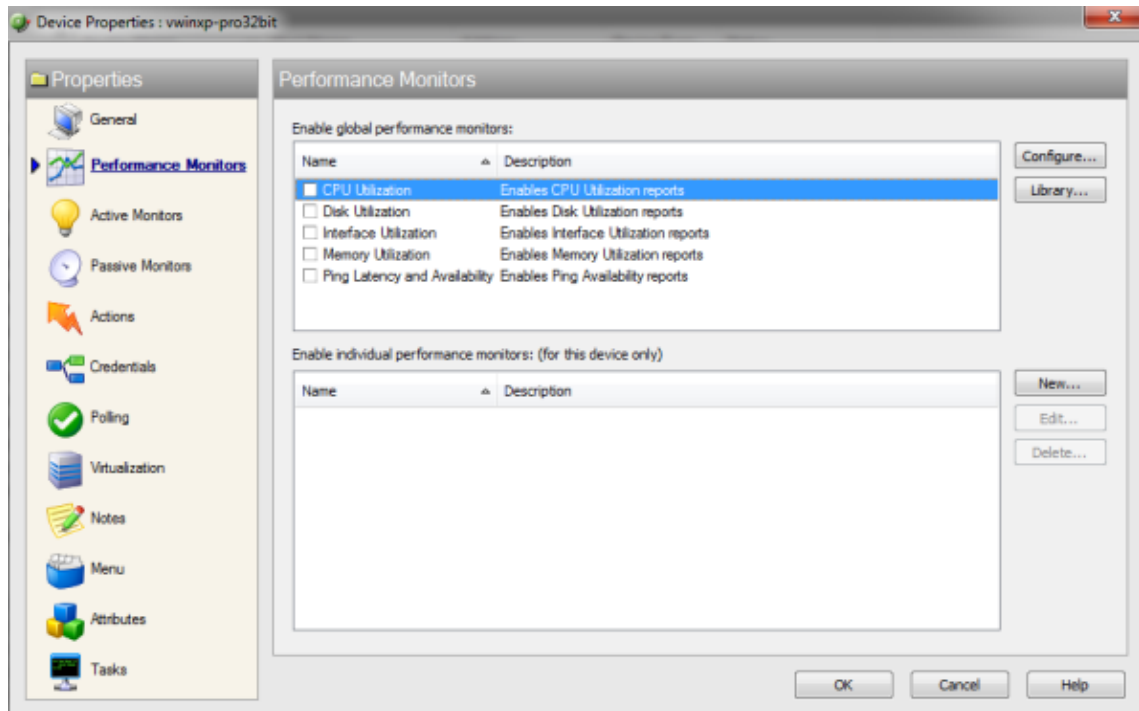 Device Properties : vwinxp-pro32bit
Properties
General
Performance Monitors
Active Monitors
Passive Monitors
Actions
Credentials
Polling
Virtualization
Notes
Menu
Attributes
Tasks
Performance Monitors
Enable global performance monitors:
Name Description
CPU Utilization Enables CPU Utilization reports
Disk Utilization Enables Disk Utilization reports
Interface Utilization Enables Interface Utilization reports
Memory Utilization Enables Memory Utilization reports
Ping Latency and Availability Enables Ping Availability reports
Configure...
Library...
Enable individual performance monitors: (for this device only)
Name Description
New...
Edit...
Delete...
OK Cancel Help